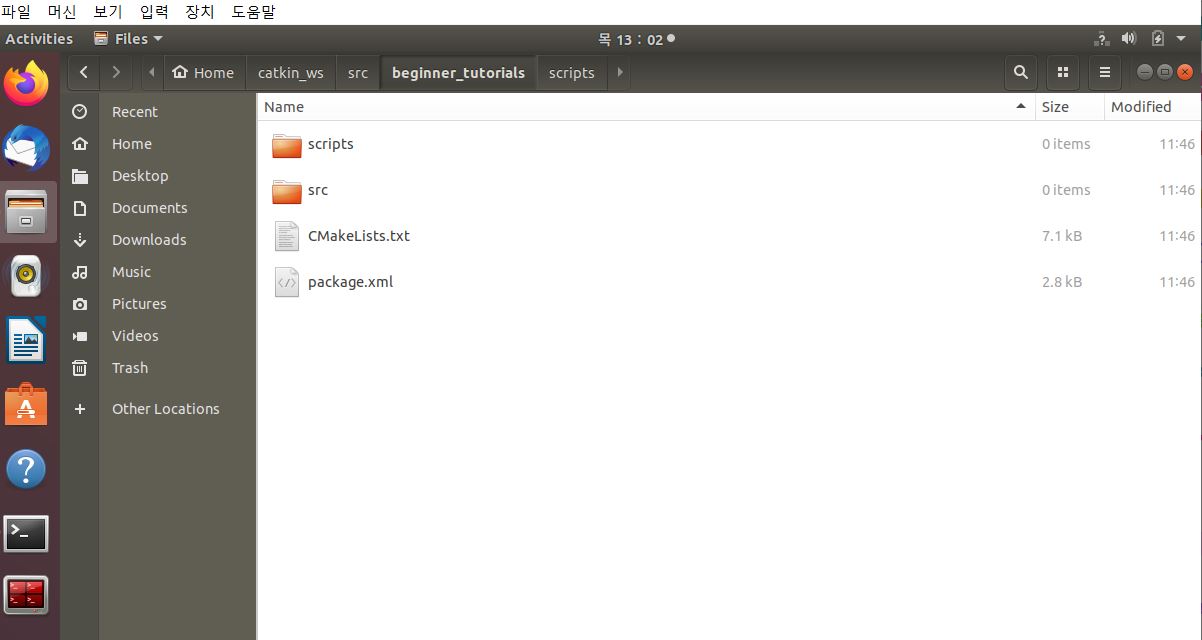 파일 머신 보기 입력 장치 도움말
Activities Files 목 13 : 02
Home catkin_ws src beginner_tutorials scripts
Recent
Home
Desktop
Documents
Downloads
Music
Pictures
Videos
Trash
Other Locations
Name Size Modified
scripts 0 items 11:46
src 0 items 11:46
CMakeLists.txt 7.1 kB 11:46
package.xml 2.8 kB 11:46